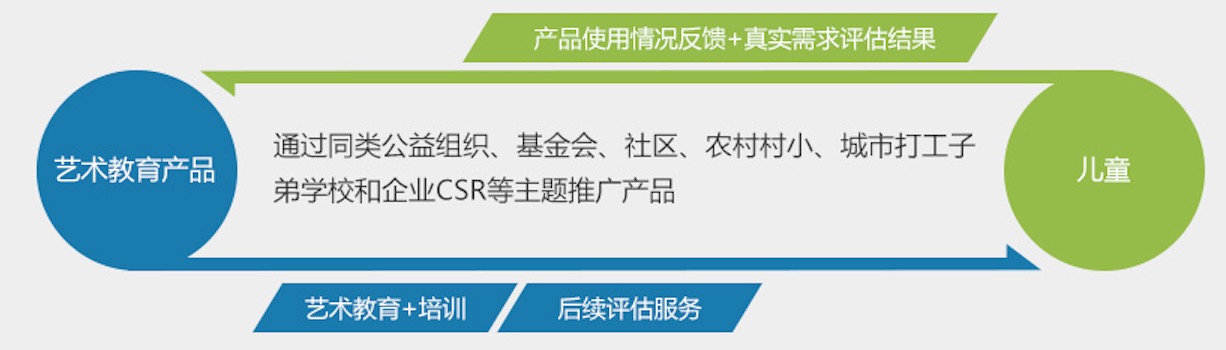 产品使用情况反馈+真实需求评估结果
艺术教育产品
通过同类公益组织、基金会、社区、农村村小、城市打工子
弟学校和企业CSR等主题推广产品
儿童
艺术教育+培训
后续评估服务